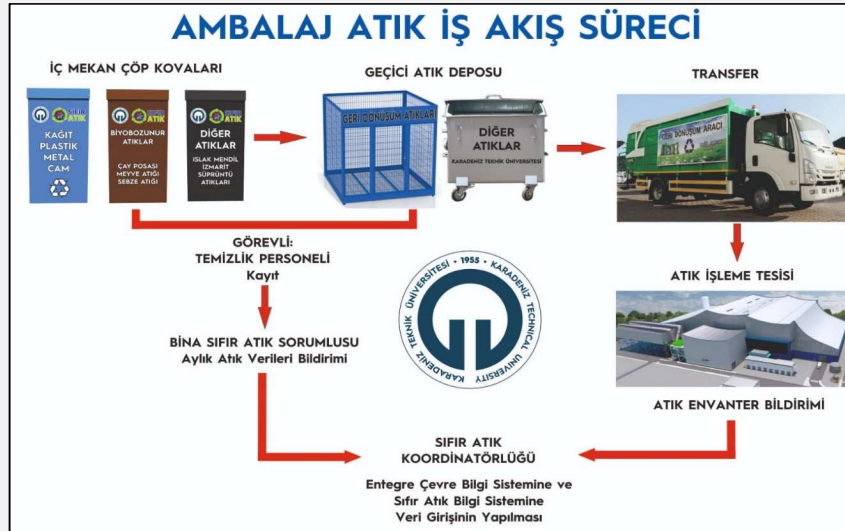 AMBALAJ ATIK İŞ AKIŞ SÜRECİ
İÇ MEKAN ÇÖP KOVALARI
GEÇİCİ ATIK DEPOSU
TRANSFER
SIFIR ATIK
KAĞIT
PLASTİK
METAL
CAM
ATIK
BİYOBOZUNUR
ATIKLAR
ÇAY POSASI
MEYVE ATIĞI
SEBZE ATIĞI
ATIK
DİĞER
ATIKLAR
ISLAK MENDİL
İZMARİT
SÜPRÜNTÜ
ATIKLARI
GERİ DÖNÜŞÜM ATIKLARI
DİĞER
ATIKLAR
KARADENİZ TEKNİK ÜNİVERSİTESİ
GERİ DÖNÜŞÜM ARACI
GÖREVLİ:
TEMİZLİK PERSONELİ
Kayıt
KARADENİZ TEKNİK ÜNİVERSİTESİ • 1955 • KARADENIZ TECHNICAL UNIVERSITY
ATIK İŞLEME TESİSİ
BİNA SIFIR ATIK SORUMLUSU
Aylık Atık Verileri Bildirimi
ATIK ENVANTER BİLDİRİMİ
SIFIR ATIK
KOORDİNATÖRLÜĞÜ
Entegre Çevre Bilgi Sistemine ve
Sıfır Atık Bilgi Sistemine
Veri Girişinin Yapılması